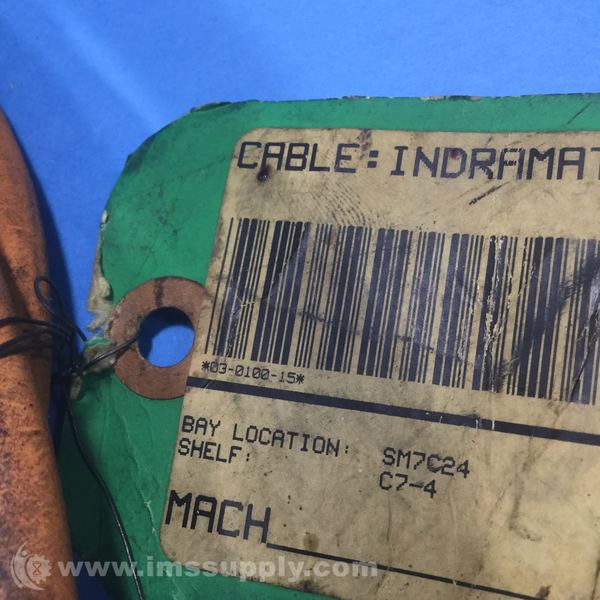 CABLE: INDRAMAT
*03-0100-15*
BAY LOCATION: SM7C24
SHELF: C7-4
MACH
www.imssupply.com